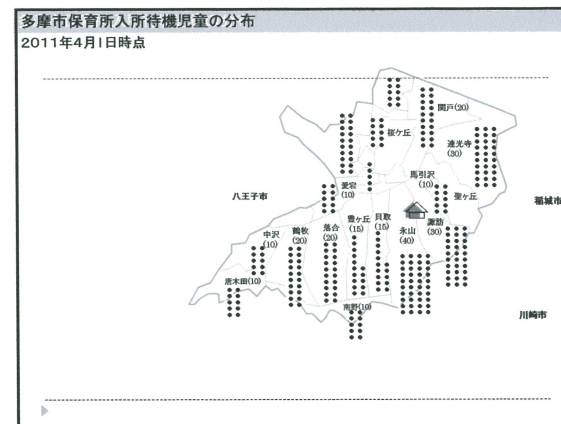 多摩市保育所入所待機児童の分布
2011年4月1日時点
関戸(20)
桜ケ丘
連光寺
(30)
馬引沢
(10)
愛宕
(10)
聖ヶ丘
八王子市
稲城市
豊ヶ丘
(15)
貝取
(15)
諏訪
(30)
永山
(40)
中沢
(10)
鶴牧
(20)
落合
(20)
唐木田(10)
南野(10)
川崎市